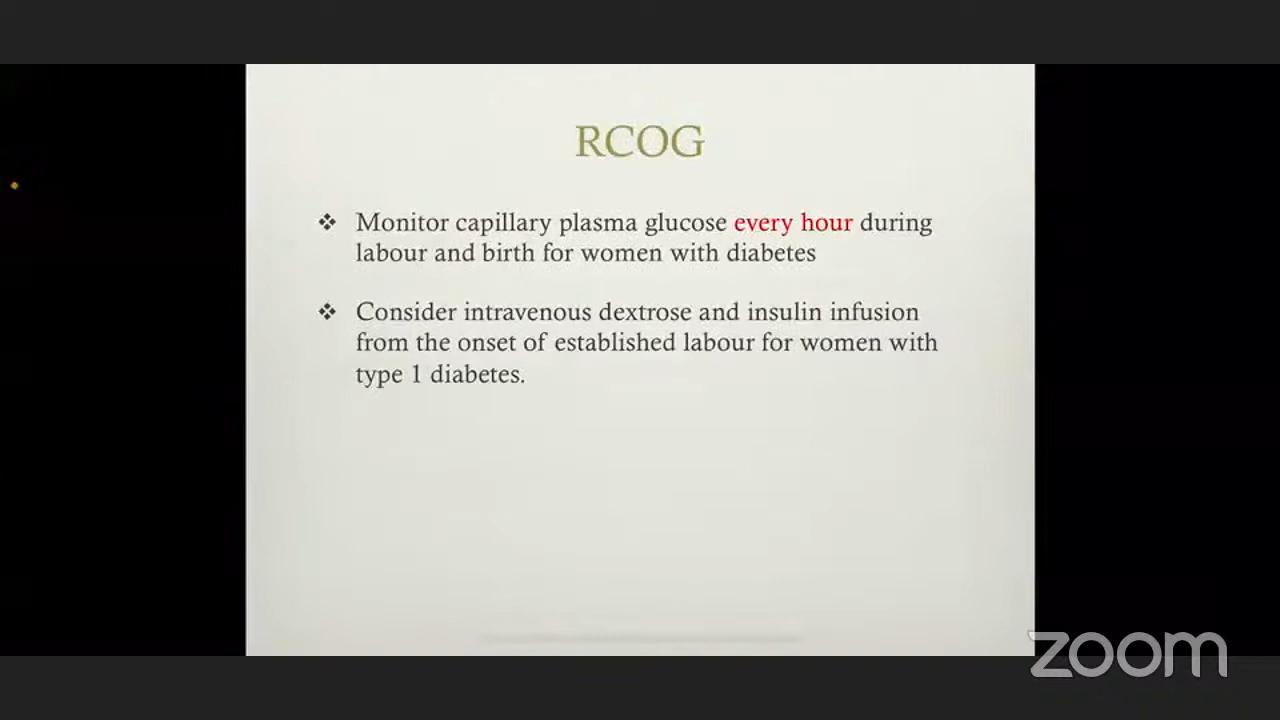 RCOG
❖ Monitor capillary plasma glucose every hour during
labour and birth for women with diabetes
❖ Consider intravenous dextrose and insulin infusion
from the onset of established labour for women with
type 1 diabetes.
zoom